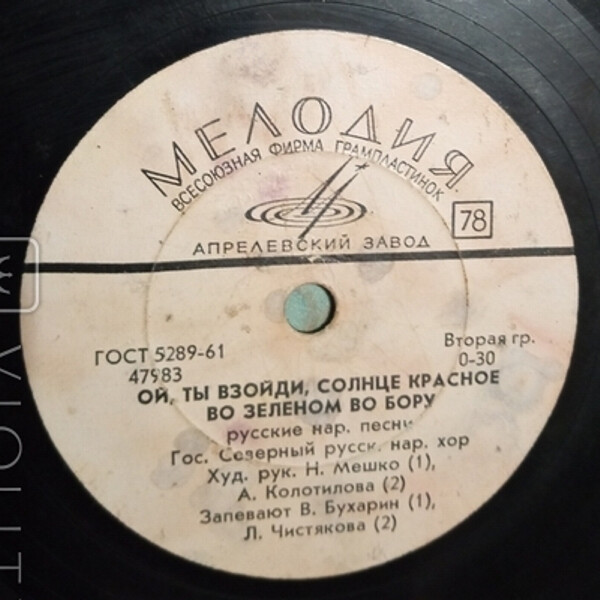 МЕЛОДИЯ
ВСЕСОЮЗНАЯ ФИРМА ГРАМПЛАСТИНОК
78
АПРЕЛЕВСКИЙ ЗАВОД
ГОСТ 5289-61
Вторая гр.
47983
0-30
ОЙ, ТЫ ВЗОЙДИ, СОЛНЦЕ КРАСНОЕ
ВО ЗЕЛЕНОМ ВО БОРУ
русские нар. песни
Гос. Северный русск. нар. хор
Худ. рук. Н. Мешко (1),
А. Колотилова (2)
Запевают В. Бухарин (1),
Л. Чистякова (2)